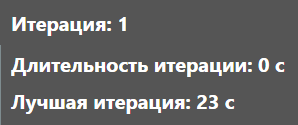 Итерация: 1
Длительность итерации: 0 с
Лучшая итерация: 23 с